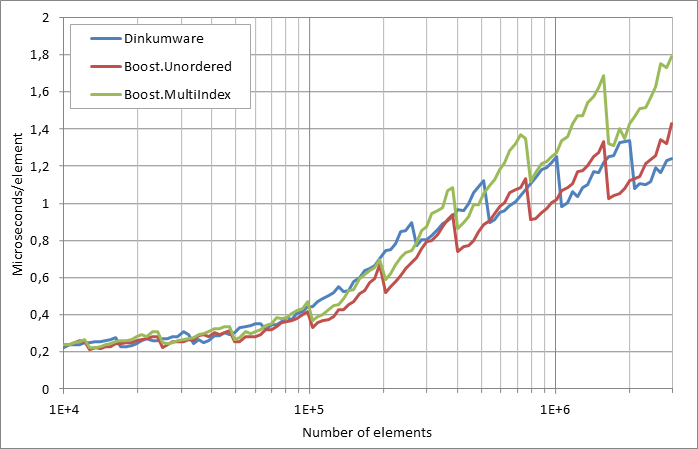 2
1,8
1,6
1,4
1,2
1
0,8
0,6
0,4
0,2
0
Microseconds/element
Dinkumware
Boost.Unordered
Boost.MultiIndex
1E+4
1E+5
1E+6
Number of elements